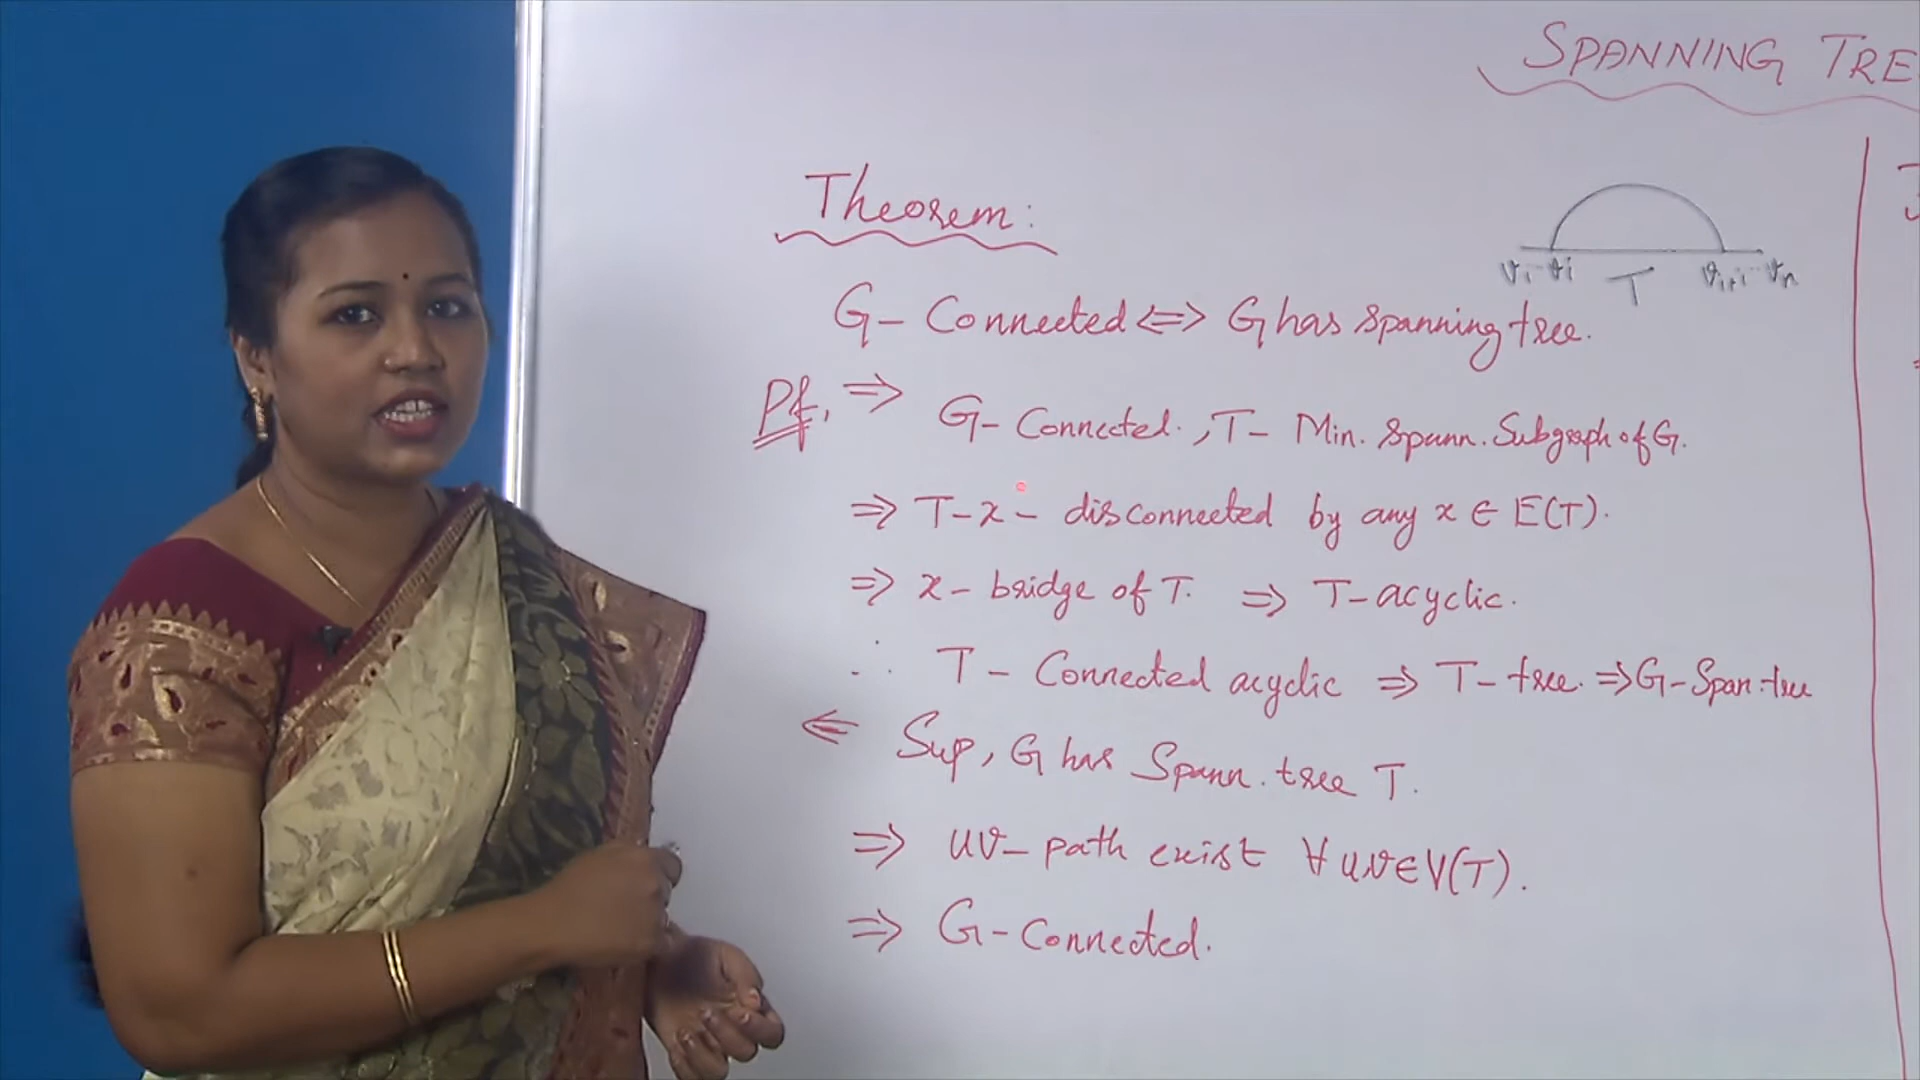 SPANNING TRE
Theorem:
v₁ vi T vi+1 vn
G- Connected ⇔ G has spanning tree.
Pf, ⇒ G- Connected., T- Min. Spann. Subgraph of G.
⇒ T-x - disconnected by any x ∈ E(T).
⇒ x- bridge of T. ⇒ T-acyclic.
∴ T- Connected acyclic ⇒ T- tree. ⇒ G-Span.tree
⇐ Sup, G has Spann. tree T.
⇒ uv- path exist ∀ u,v ∈ V(T).
⇒ G-Connected.